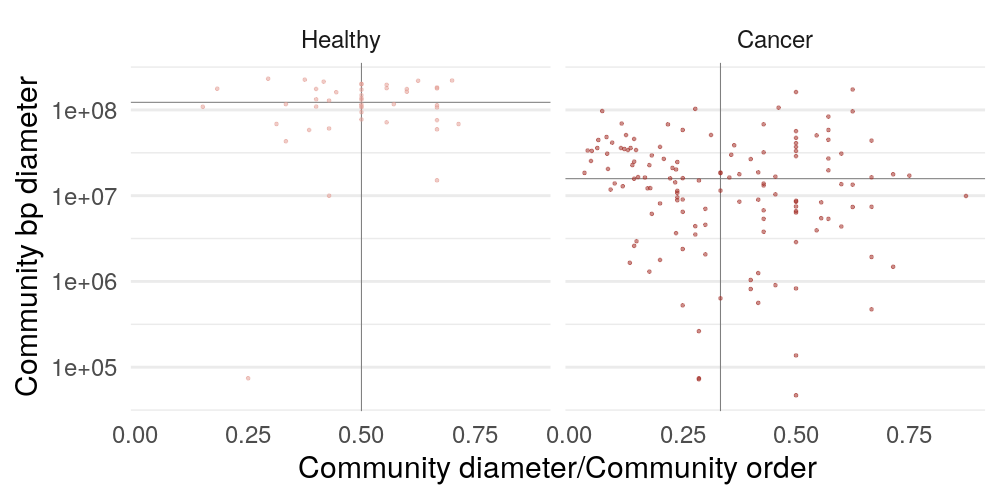 Healthy
Cancer
Community bp diameter
1e+08
1e+07
1e+06
1e+05
0.00 0.25 0.50 0.75
0.00 0.25 0.50 0.75
Community diameter/Community order